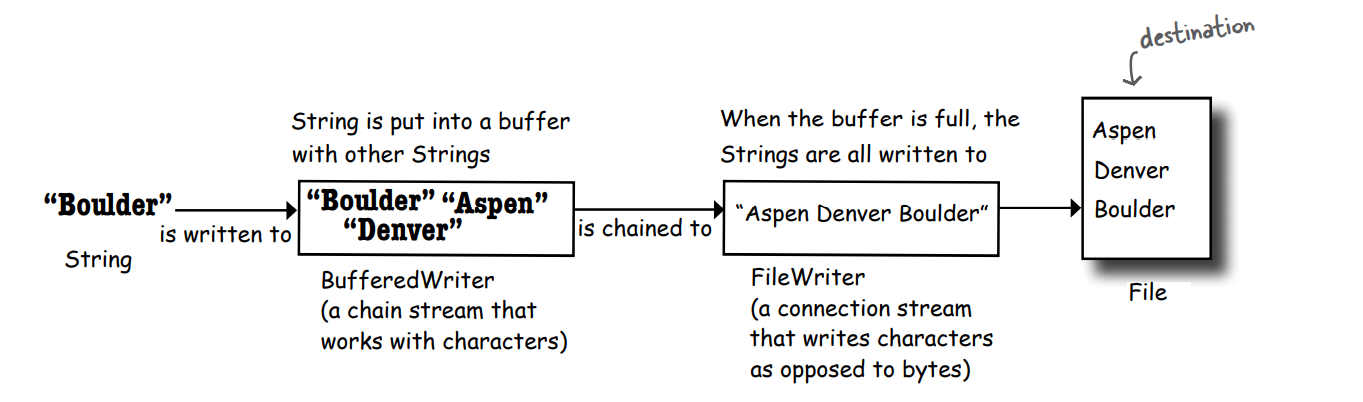 destination
String is put into a buffer
with other Strings
When the buffer is full, the
Strings are all written to
“Boulder”
is written to
String
“Boulder” “Aspen”
“Denver”
is chained to
“Aspen Denver Boulder”
Aspen
Denver
Boulder
BufferedWriter
(a chain stream that
works with characters)
FileWriter
(a connection stream
that writes characters
as opposed to bytes)
File